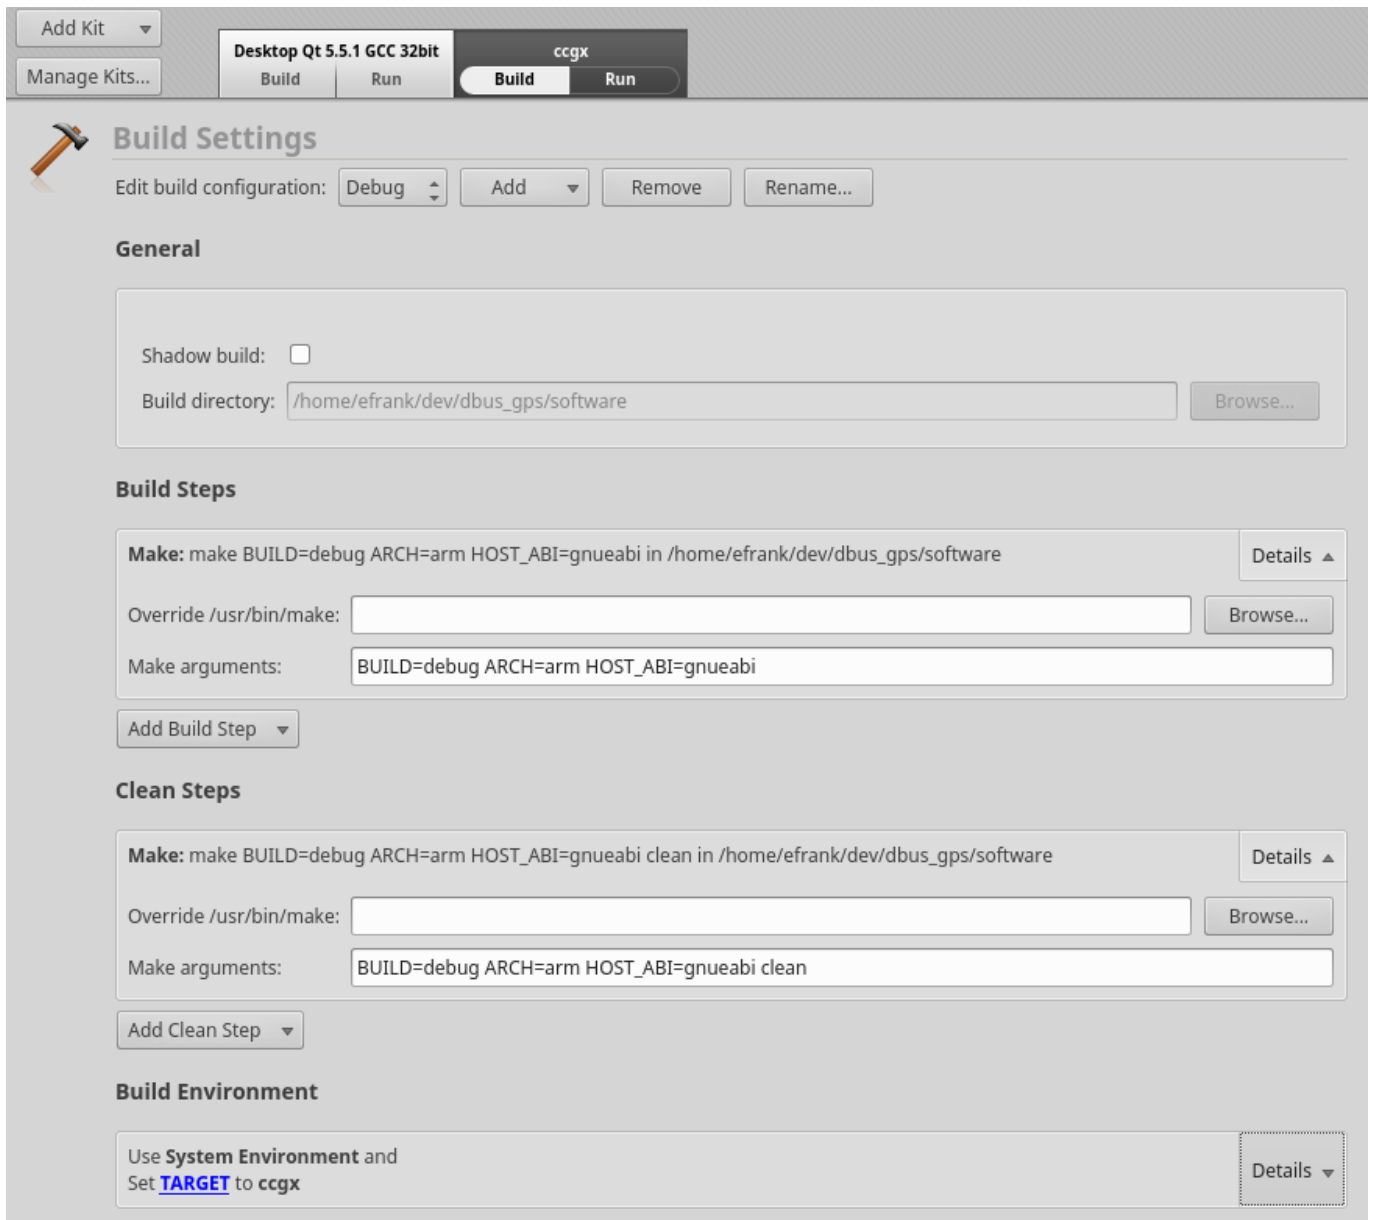 Add Kit
Manage Kits...
Desktop Qt 5.5.1 GCC 32bit
Build Run
ccgx
Build Run
Build Settings
Edit build configuration: Debug Add Remove Rename...
General
Shadow build:
Build directory: /home/efrank/dev/dbus_gps/software Browse...
Build Steps
Make: make BUILD=debug ARCH=arm HOST_ABI=gnueabi in /home/efrank/dev/dbus_gps/software Details
Override /usr/bin/make: Browse...
Make arguments: BUILD=debug ARCH=arm HOST_ABI=gnueabi
Add Build Step
Clean Steps
Make: make BUILD=debug ARCH=arm HOST_ABI=gnueabi clean in /home/efrank/dev/dbus_gps/software Details
Override /usr/bin/make: Browse...
Make arguments: BUILD=debug ARCH=arm HOST_ABI=gnueabi clean
Add Clean Step
Build Environment
Use System Environment and
Set TARGET to ccgx
Details